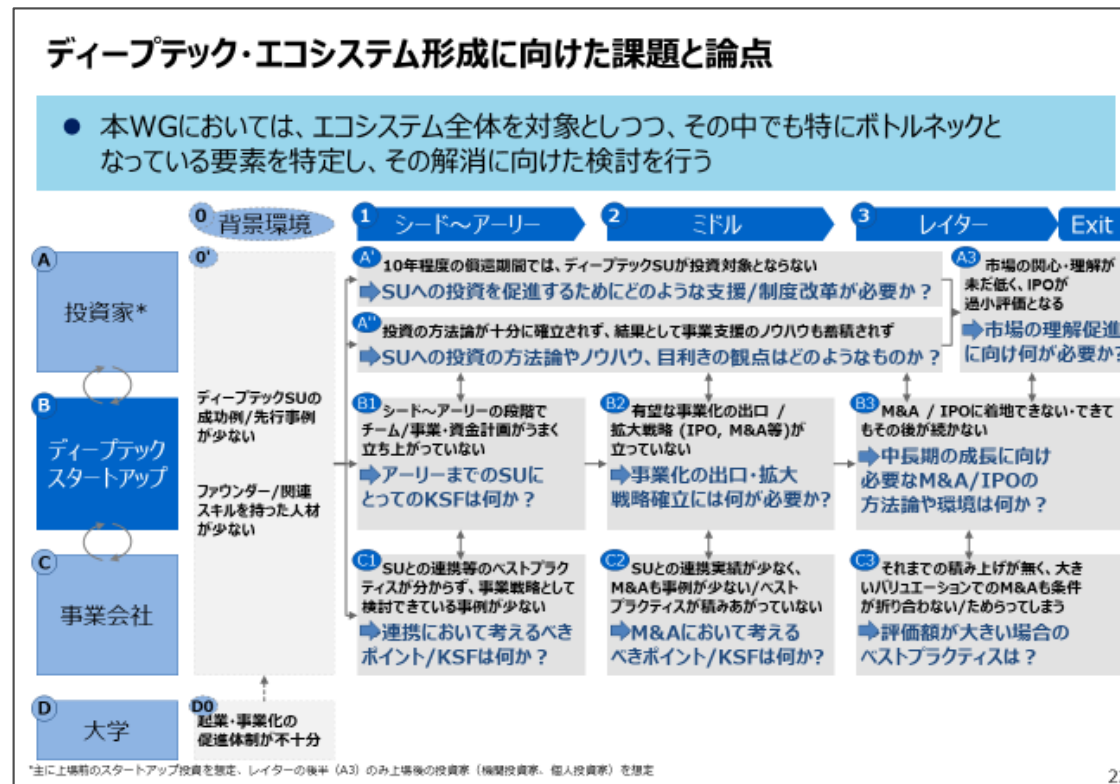 ディープテック・エコシステム形成に向けた課題と論点
● 本WGにおいては、エコシステム全体を対象としつつ、その中でも特にボトルネックと
なっている要素を特定し、その解消に向けた検討を行う
0 背景環境
1 シード～アーリー
2 ミドル
3 レイター
Exit
A
投資家*
0'
A' 10年程度の償還期間では、ディープテックSUが投資対象とならない
➡SUへの投資を促進するためにどのような支援/制度改革が必要か？
A'' 投資の方法論が十分に確立されず、結果として事業支援のノウハウも蓄積されず
➡SUへの投資の方法論やノウハウ、目利きの観点はどのようなものか？
A3 市場の関心・理解が
未だ低く、IPOが
過小評価となる
➡市場の理解促進
に向け何が必要か?
B
ディープテック
スタートアップ
ディープテックSUの
成功例/先行事例
が少ない
ファウンダー/関連
スキルを持った人材
が少ない
B1 シード～アーリーの段階で
チーム/事業・資金計画がうまく
立ち上がっていない
➡アーリーまでのSUに
とってのKSFは何か？
B2 有望な事業化の出口 /
拡大戦略 (IPO, M&A等)が
立っていない
➡事業化の出口・拡大
戦略確立には何が必要か?
B3 M&A / IPOに着地できない・できて
もその後が続かない
➡中長期の成長に向け
必要なM&A/IPOの
方法論や環境は何か？
C
事業会社
C1 SUとの連携等のベストプラク
ティスが分からず、事業戦略として
検討できている事例が少ない
➡連携において考えるべき
ポイント/KSFは何か？
C2 SUとの連携実績が少なく、
M&Aも事例が少ない/ベスト
プラクティスが積みあがっていない
➡M&Aにおいて考える
べきポイント/KSFは何か?
C3 それまでの積み上げが無く、大き
いバリュエーションでのM&Aも条件
が折り合わない/ためらってしまう
➡評価額が大きい場合の
ベストプラクティスは？
D
大学
D0
起業・事業化の
促進体制が不十分
*主に上場前のスタートアップ投資を想定、レイターの後半（A3）のみ上場後の投資家（機関投資家、個人投資家）を想定